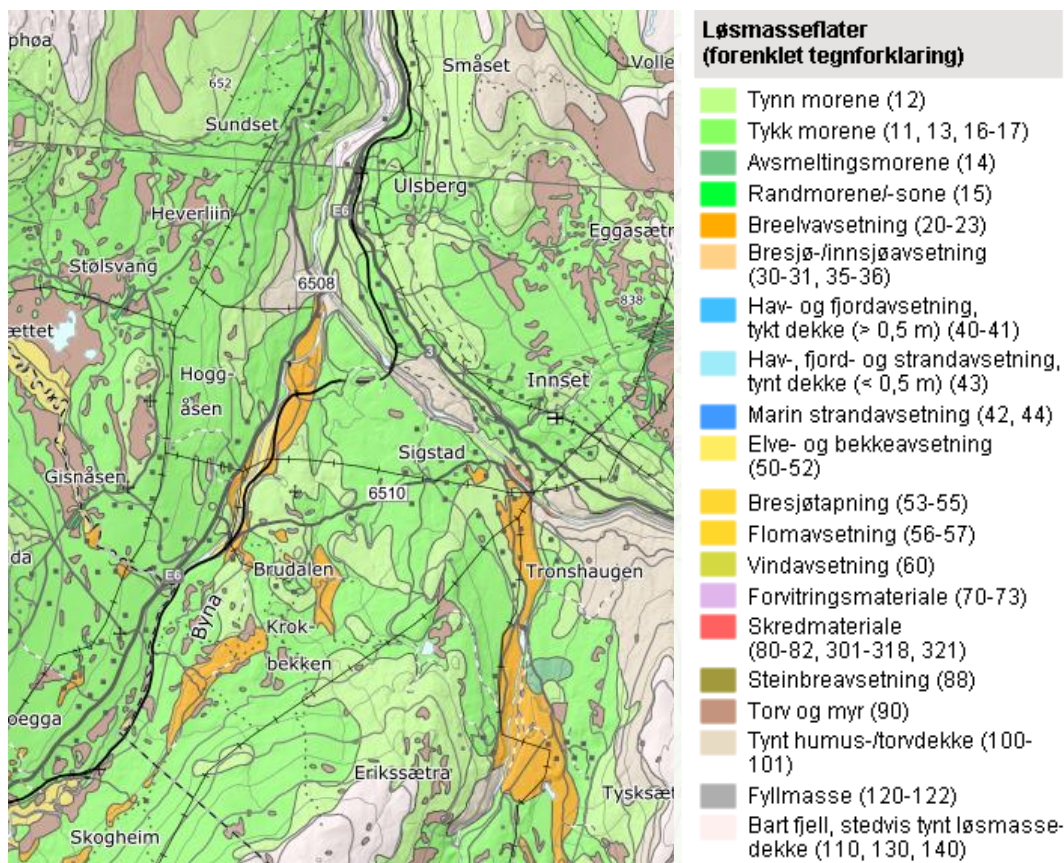 phøa
Småset
Volle
652
Sundset
Ulsberg
E6
Heverliin
Eggasætr
Stølsvang
6508
838
ættet
3
Hogg-
åsen
Innset
Sigstad
Gisnåsen
6510
da
E6
Brudalen
Tronshaugen
Byna
Krok-
bekken
oegga
Erikssætra
Tysksæt
Skogheim
Løsmasseflater
(forenklet tegnforklaring)
Tynn morene (12)
Tykk morene (11, 13, 16-17)
Avsmeltingsmorene (14)
Randmorene/-sone (15)
Breelvavsetning (20-23)
Bresjø-/innsjøavsetning
(30-31, 35-36)
Hav- og fjordavsetning,
tykt dekke (> 0,5 m) (40-41)
Hav-, fjord- og strandavsetning,
tynt dekke (< 0,5 m) (43)
Marin strandavsetning (42, 44)
Elve- og bekkeavsetning
(50-52)
Bresjøtapning (53-55)
Flomavsetning (56-57)
Vindavsetning (60)
Forvitringsmateriale (70-73)
Skredmateriale
(80-82, 301-318, 321)
Steinbreavsetning (88)
Torv og myr (90)
Tynt humus-/torvdekke (100-
101)
Fyllmasse (120-122)
Bart fjell, stedvis tynt løsmasse-
dekke (110, 130, 140)